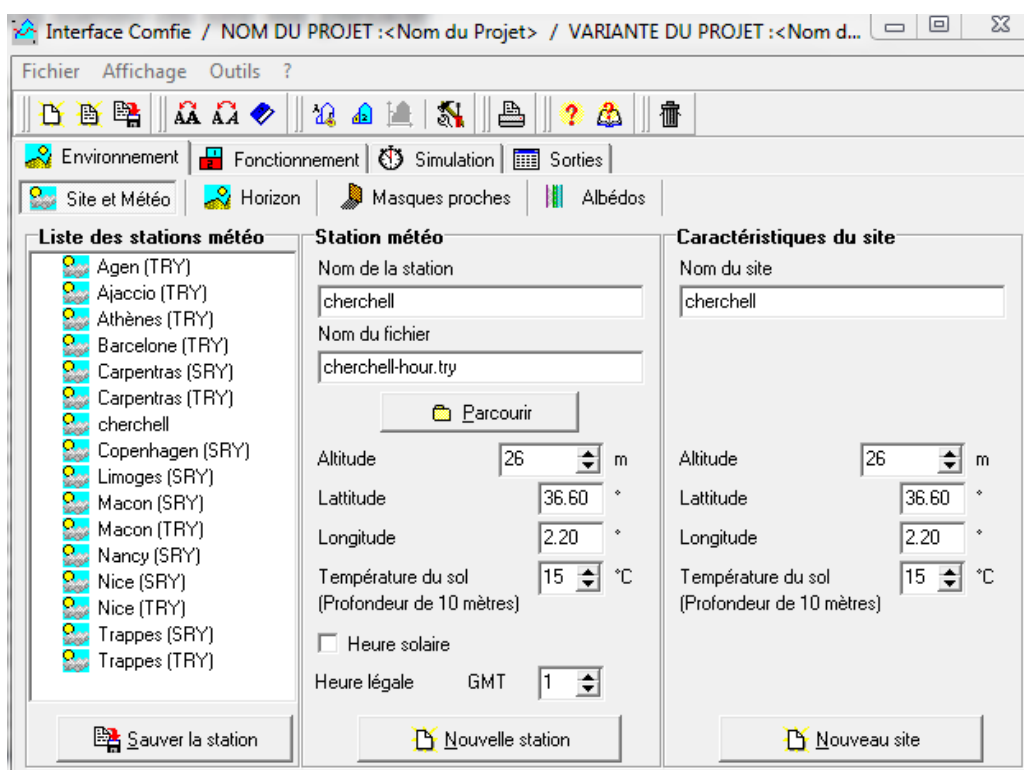 Interface Comfie / NOM DU PROJET :<Nom du Projet> / VARIANTE DU PROJET :<Nom d...
Fichier Affichage Outils ?
Environnement Fonctionnement Simulation Sorties
Site et Météo Horizon Masques proches Albédos
Liste des stations météo
Agen (TRY)
Ajaccio (TRY)
Athènes (TRY)
Barcelone (TRY)
Carpentras (SRY)
Carpentras (TRY)
cherchell
Copenhagen (SRY)
Limoges (SRY)
Macon (SRY)
Macon (TRY)
Nancy (SRY)
Nice (SRY)
Nice (TRY)
Trappes (SRY)
Trappes (TRY)
Sauver la station
Station météo
Nom de la station
cherchell
Nom du fichier
cherchell-hour.try
Parcourir
Altitude 26 m
Lattitude 36.60 °
Longitude 2.20 °
Température du sol 15 °C
(Profondeur de 10 mètres)
Heure solaire
Heure légale GMT 1
Nouvelle station
Caractéristiques du site
Nom du site
cherchell
Altitude 26 m
Lattitude 36.60 °
Longitude 2.20 °
Température du sol 15 °C
(Profondeur de 10 mètres)
Nouveau site